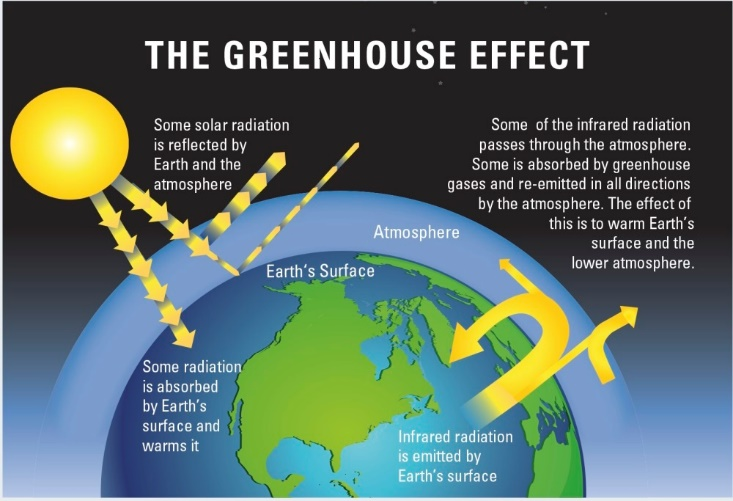 THE GREENHOUSE EFFECT
Some solar radiation
is reflected by
Earth and the
atmosphere
Some of the infrared radiation
passes through the atmosphere.
Some is absorbed by greenhouse
gases and re-emitted in all directions
by the atmosphere. The effect of
this is to warm Earth's
surface and the
lower atmosphere.
Atmosphere
Earth's Surface
Some radiation
is absorbed
by Earth's
surface and
warms it
Infrared radiation
is emitted by
Earth's surface